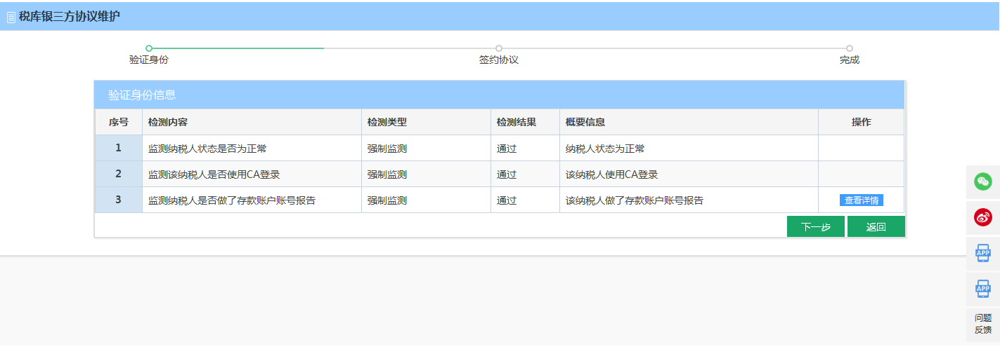 税库银三方协议维护
验证身份 签约协议 完成
验证身份信息
序号 检测内容 检测类型 检测结果 概要信息 操作
1 监测纳税人状态是否为正常 强制监测 通过 纳税人状态为正常
2 监测该纳税人是否使用CA登录 强制监测 通过 该纳税人使用CA登录
3 监测纳税人是否做了存款账户账号报告 强制监测 通过 该纳税人做了存款账户账号报告 查看详情
下一步 返回
APP
APP
问题
反馈